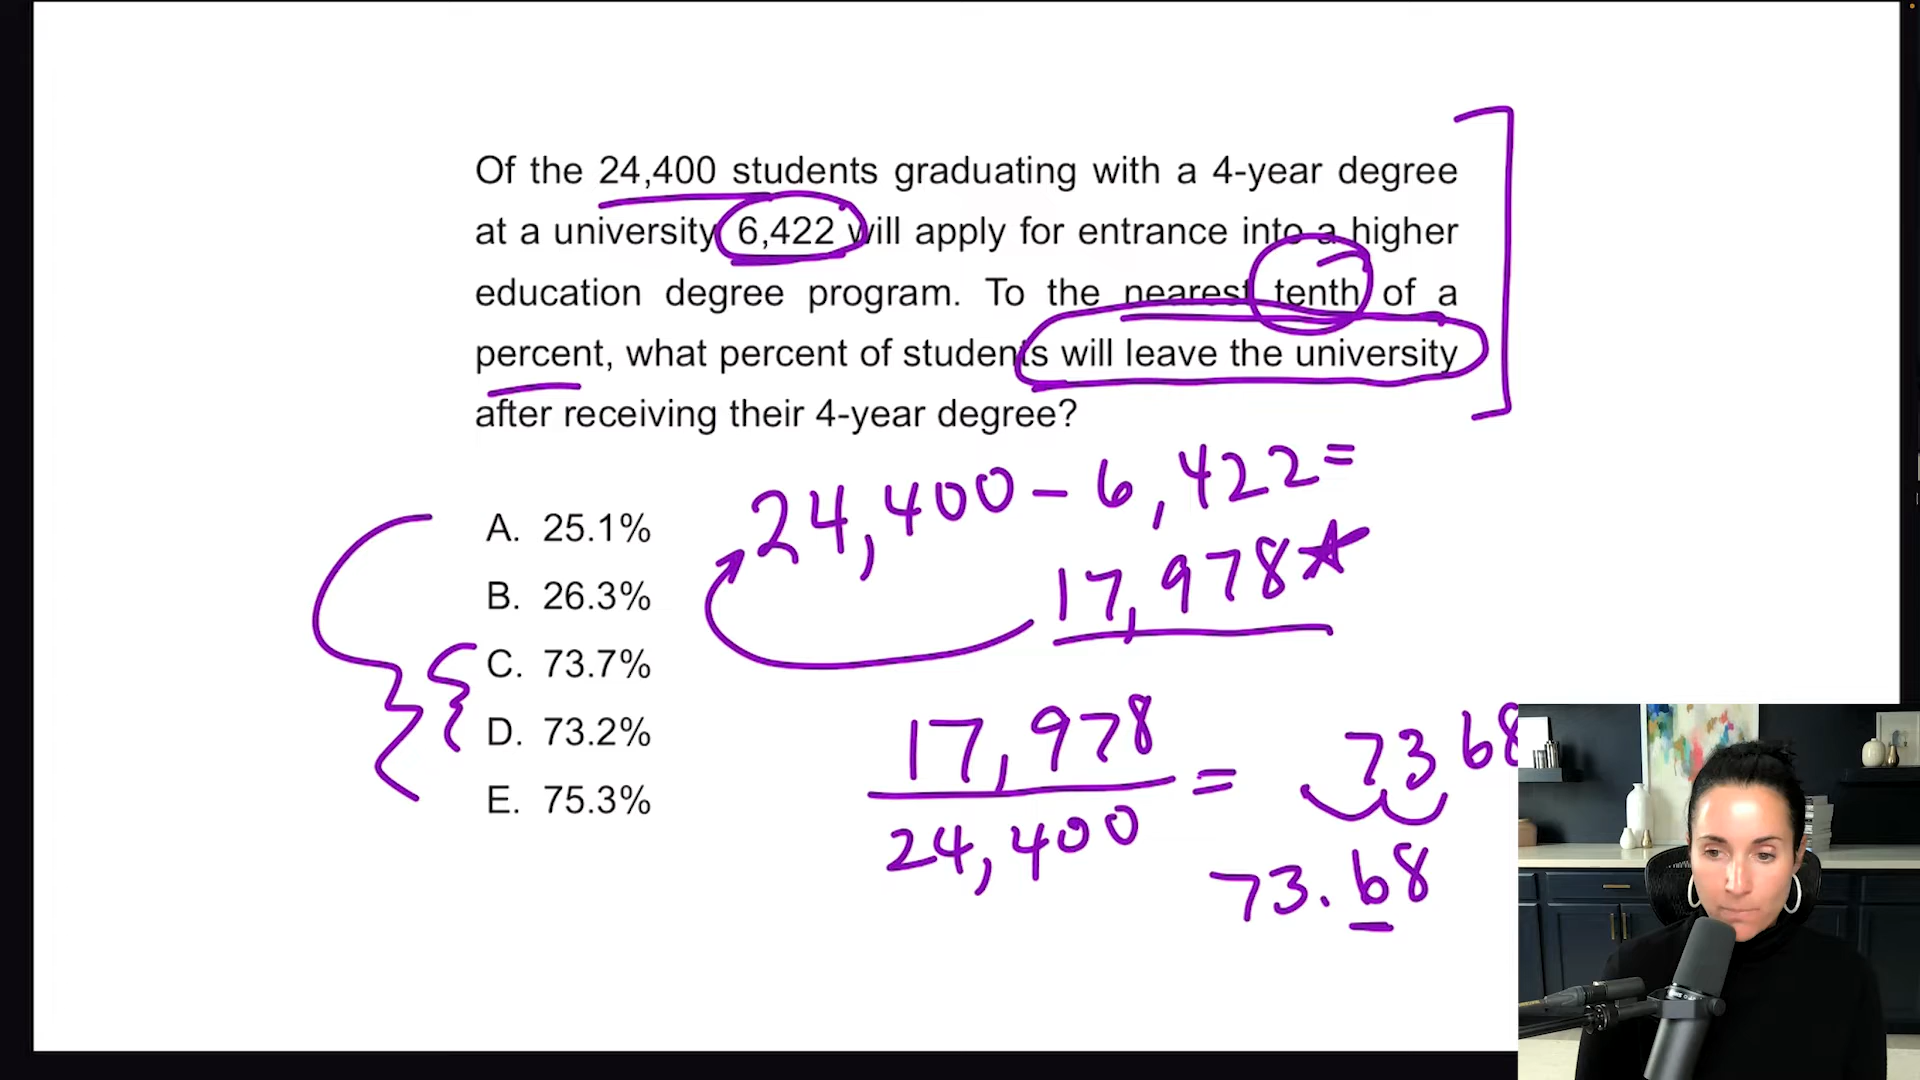 Of the 24,400 students graduating with a 4-year degree
at a university 6,422 will apply for entrance into a higher
education degree program. To the nearest tenth of a
percent, what percent of students will leave the university
after receiving their 4-year degree?
24,400 - 6,422 =
17,978
A. 25.1%
B. 26.3%
C. 73.7%
D. 73.2%
E. 75.3%
17,978
24,400
=
7368
73.68